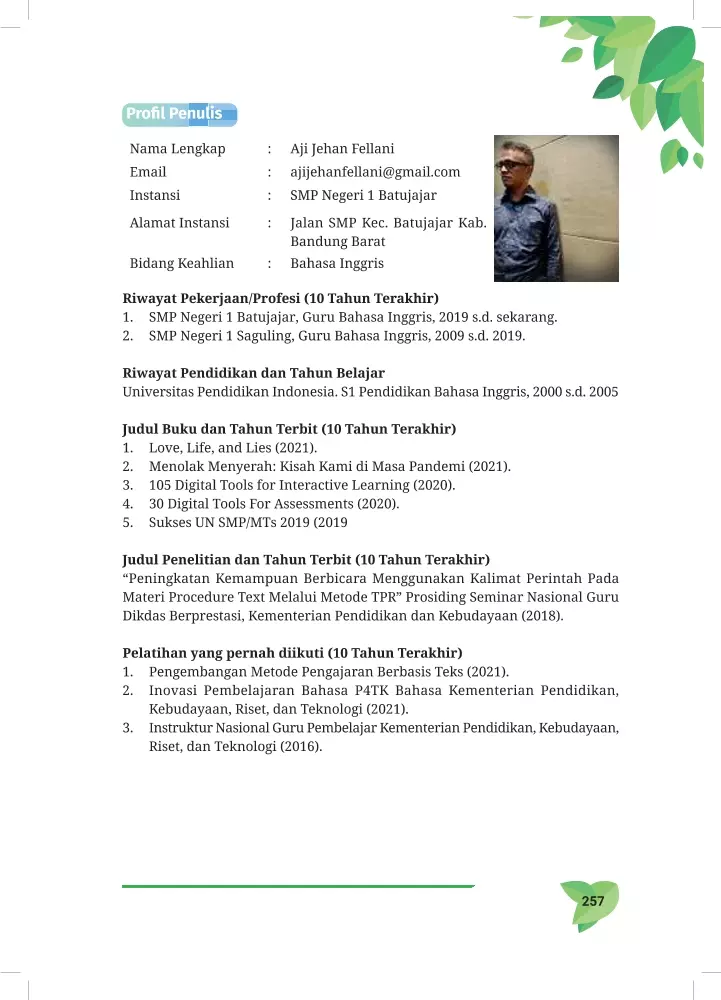 Profil Penulis
Nama Lengkap : Aji Jehan Fellani
Email : ajijehanfellani@gmail.com
Instansi : SMP Negeri 1 Batujajar
Alamat Instansi : Jalan SMP Kec. Batujajar Kab.
Bandung Barat
Bidang Keahlian : Bahasa Inggris
Riwayat Pekerjaan/Profesi (10 Tahun Terakhir)
1. SMP Negeri 1 Batujajar, Guru Bahasa Inggris, 2019 s.d. sekarang.
2. SMP Negeri 1 Saguling, Guru Bahasa Inggris, 2009 s.d. 2019.
Riwayat Pendidikan dan Tahun Belajar
Universitas Pendidikan Indonesia. S1 Pendidikan Bahasa Inggris, 2000 s.d. 2005
Judul Buku dan Tahun Terbit (10 Tahun Terakhir)
1. Love, Life, and Lies (2021).
2. Menolak Menyerah: Kisah Kami di Masa Pandemi (2021).
3. 105 Digital Tools for Interactive Learning (2020).
4. 30 Digital Tools For Assessments (2020).
5. Sukses UN SMP/MTs 2019 (2019
Judul Penelitian dan Tahun Terbit (10 Tahun Terakhir)
“Peningkatan Kemampuan Berbicara Menggunakan Kalimat Perintah Pada
Materi Procedure Text Melalui Metode TPR” Prosiding Seminar Nasional Guru
Dikdas Berprestasi, Kementerian Pendidikan dan Kebudayaan (2018).
Pelatihan yang pernah diikuti (10 Tahun Terakhir)
1. Pengembangan Metode Pengajaran Berbasis Teks (2021).
2. Inovasi Pembelajaran Bahasa P4TK Bahasa Kementerian Pendidikan,
Kebudayaan, Riset, dan Teknologi (2021).
3. Instruktur Nasional Guru Pembelajar Kementerian Pendidikan, Kebudayaan,
Riset, dan Teknologi (2016).
257